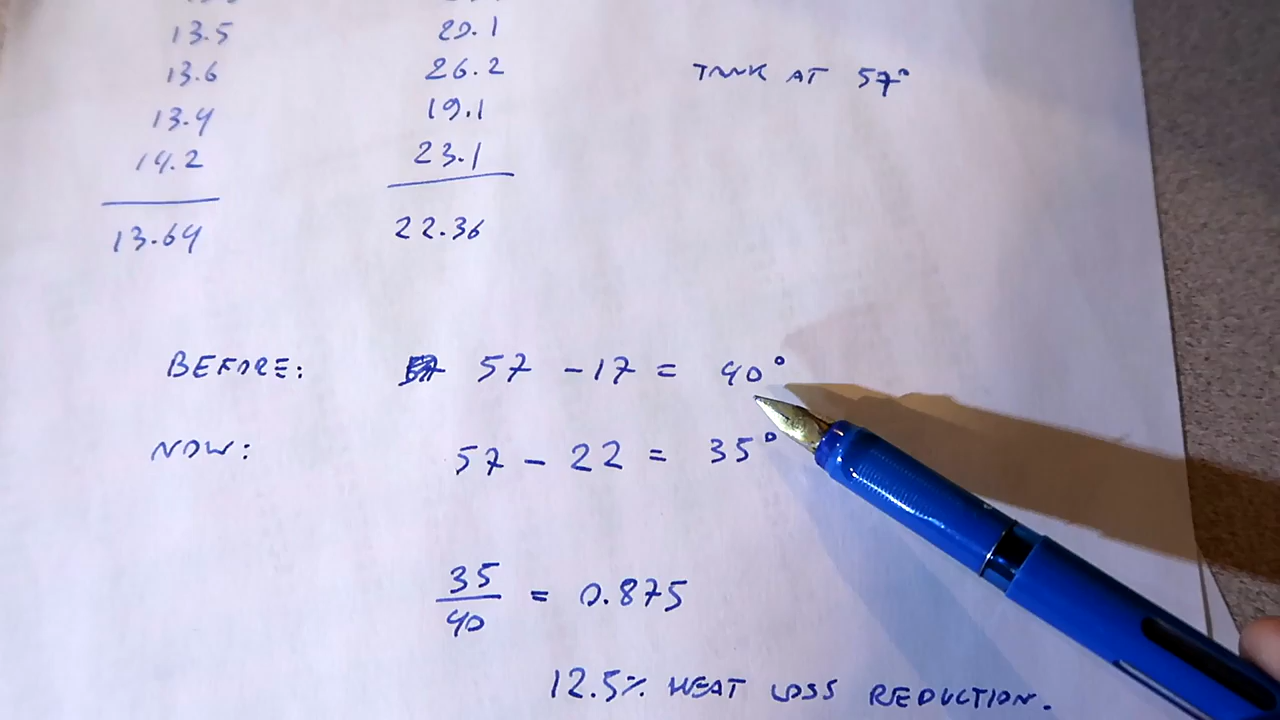 13.5 20.1
13.6 26.2 TANK AT 57°
13.4 19.1
14.2 23.1
13.64 22.36
BEFORE: 57 - 17 = 40°
NOW: 57 - 22 = 35°
35
40 = 0.875
12.5% HEAT LOSS REDUCTION.